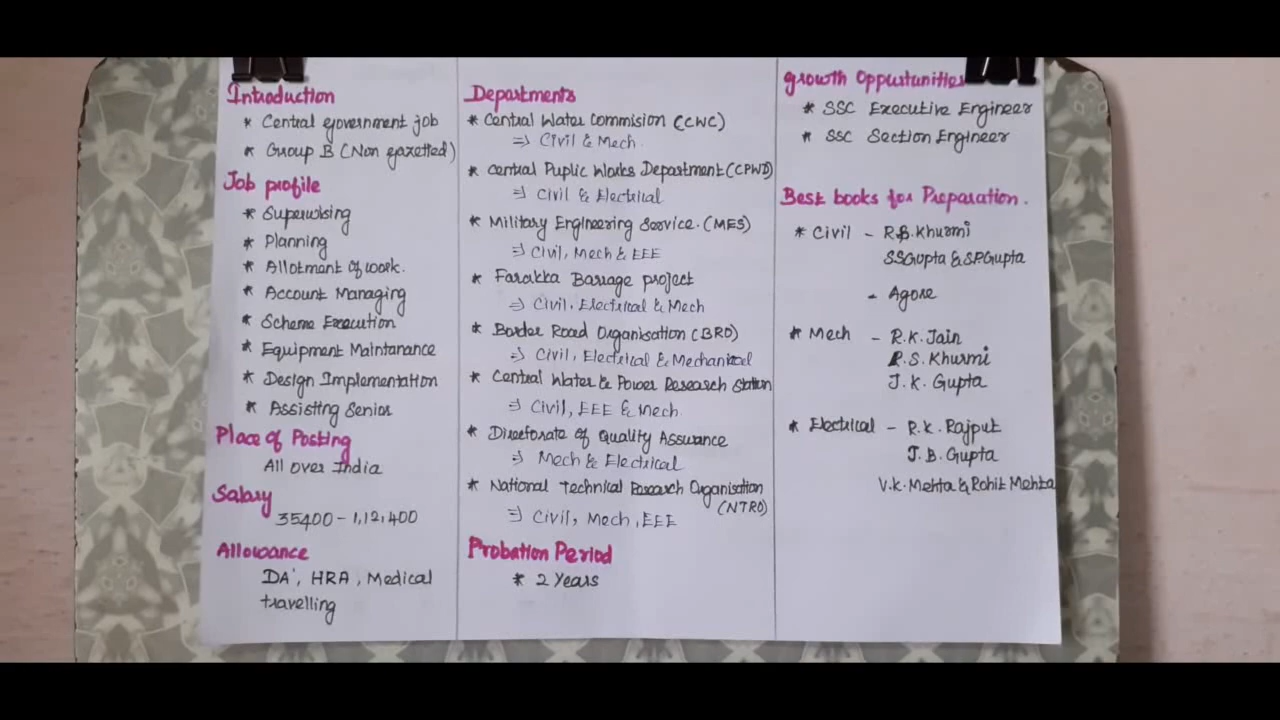 Introduction
* Central government job
* Group B (Non gazetted)
Job profile
* Supervising
* Planning
* Allotment of work.
* Account Managing
* Scheme Execution
* Equipment Maintanance
* Design Implementation
* Assisting Senior
Place of Posting
All over India
Salary
35400 - 1,12,400
Allowance
DA, HRA, Medical
travelling
Departments
* Central Water Commision (CWC)
⇒ Civil & Mech.
* Central Puplic Works Department (CPWD)
⇒ Civil & Electrical
* Military Engineering Service. (MES)
⇒ Civil, Mech & EEE
* Farakka Barrage project
⇒ Civil, Electrical & Mech
* Border Road Organisation (BRO)
⇒ Civil, Electrical & Mechanical
* Central Water & Power Research Station
⇒ Civil, EEE & Mech.
* Directorate of Quality Assurance
⇒ Mech & Electrical
* National Technical Research Organisation
(NTRO)
⇒ Civil, Mech, EEE
Probation Period
* 2 Years
Growth Oppurtunities
* SSC Executive Engineer
* SSC Section Engineer
Best books for Preparation.
* Civil - R.S.Khurmi
SSGupta & SPGupta
- Agore
* Mech - R.K. Jain
R.S. Khurmi
J.K. Gupta
* Electrical - R.K. Rajput
J.B. Gupta
V.K. Mehta & Rohit Mehta